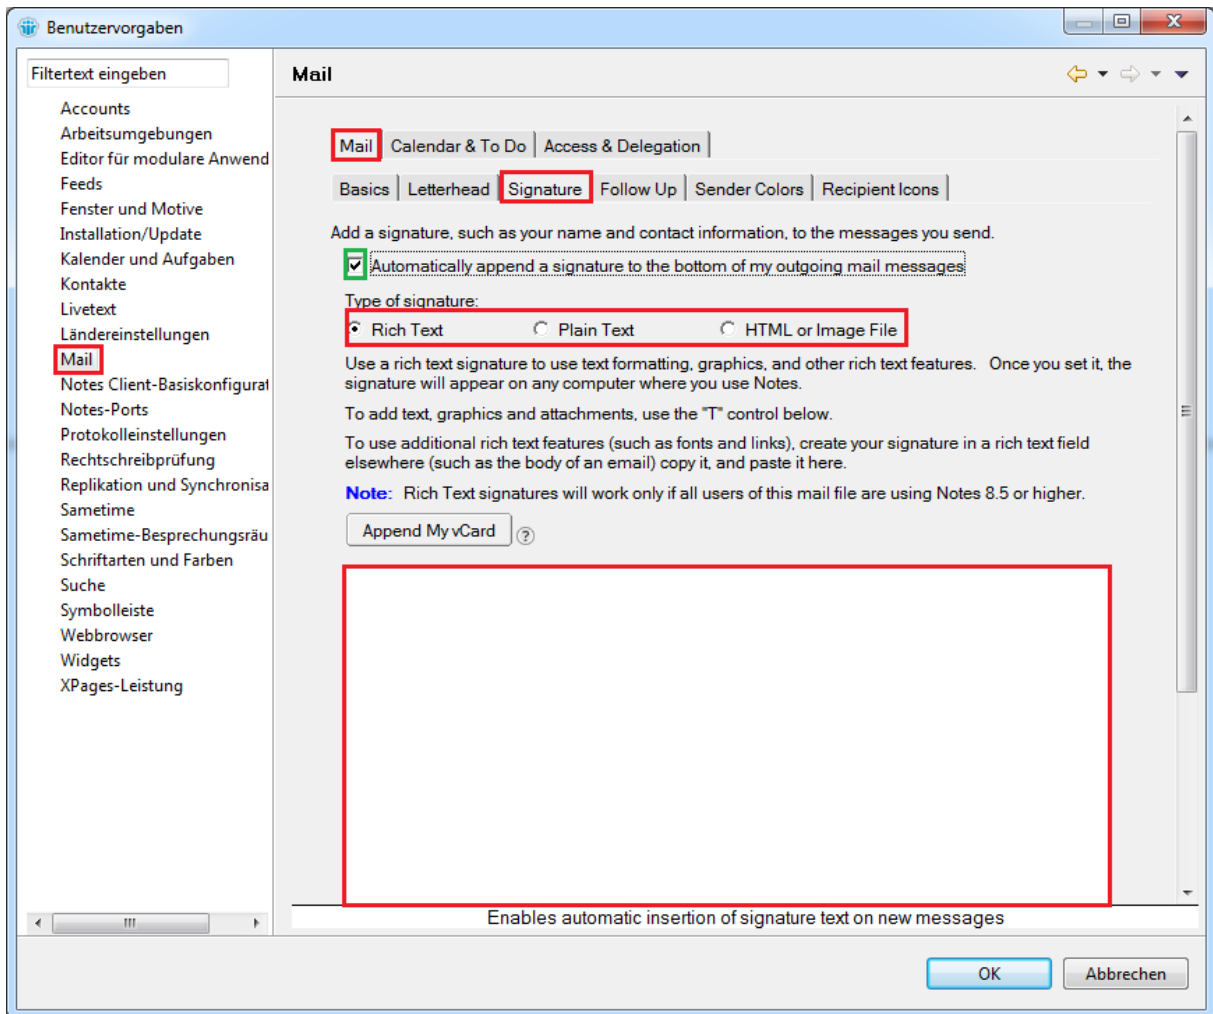 Benutzervorgaben
Filtertext eingeben
Accounts
Arbeitsumgebungen
Editor für modulare Anwend
Feeds
Fenster und Motive
Installation/Update
Kalender und Aufgaben
Kontakte
Livetext
Ländereinstellungen
Mail
Notes Client-Basiskonfigurat
Notes-Ports
Protokolleinstellungen
Rechtschreibprüfung
Replikation und Synchronisa
Sametime
Sametime-Besprechungsräu
Schriftarten und Farben
Suche
Symbolleiste
Webbrowser
Widgets
XPages-Leistung
Mail
Mail Calendar & To Do Access & Delegation
Basics Letterhead Signature Follow Up Sender Colors Recipient Icons
Add a signature, such as your name and contact information, to the messages you send.
Automatically append a signature to the bottom of my outgoing mail messages
Type of signature:
Rich Text Plain Text HTML or Image File
Use a rich text signature to use text formatting, graphics, and other rich text features. Once you set it, the
signature will appear on any computer where you use Notes.
To add text, graphics and attachments, use the "T" control below.
To use additional rich text features (such as fonts and links), create your signature in a rich text field
elsewhere (such as the body of an email) copy it, and paste it here.
Note: Rich Text signatures will work only if all users of this mail file are using Notes 8.5 or higher.
Append My vCard ?
Enables automatic insertion of signature text on new messages
OK Abbrechen